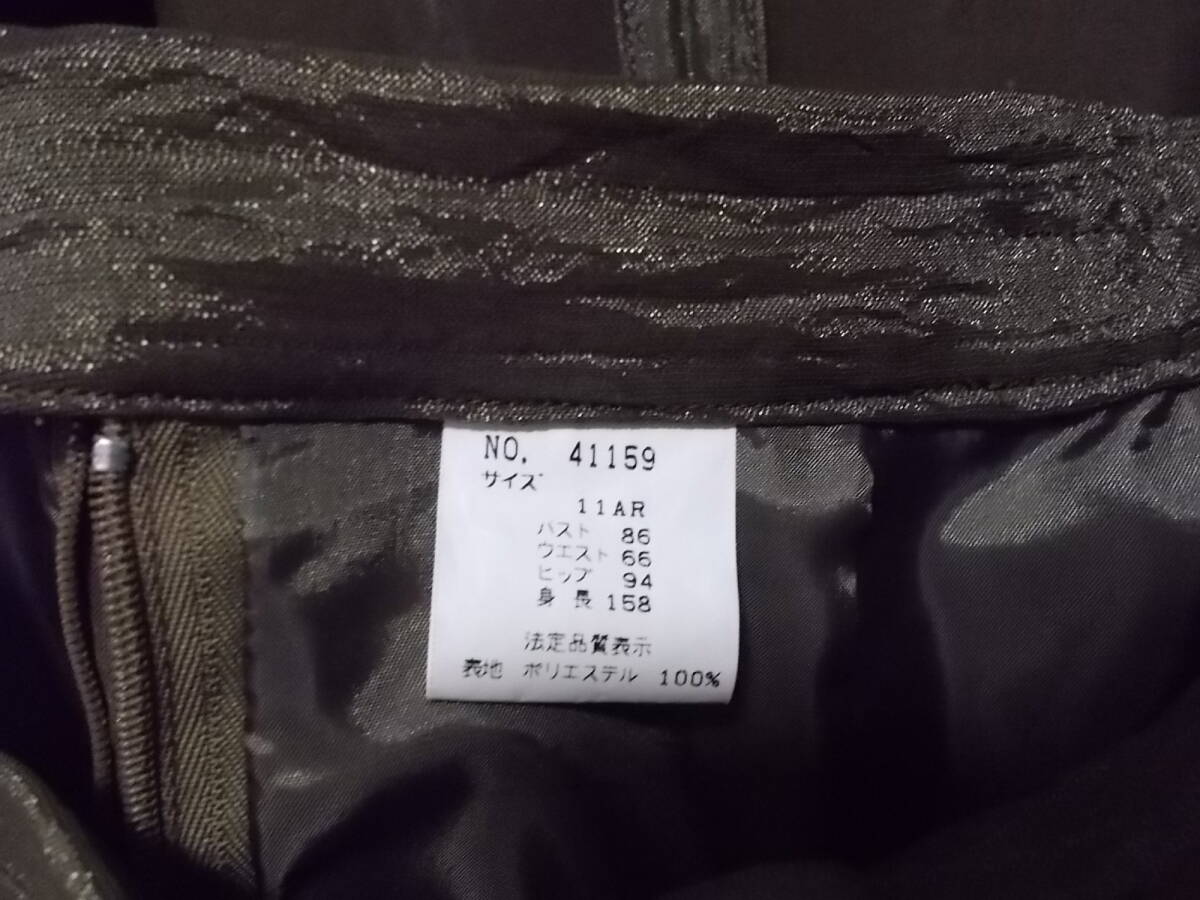 NO. 41159
サイズ
11AR
バスト 86
ウエスト 66
ヒップ 94
身長 158
法定品質表示
表地 ポリエステル 100%